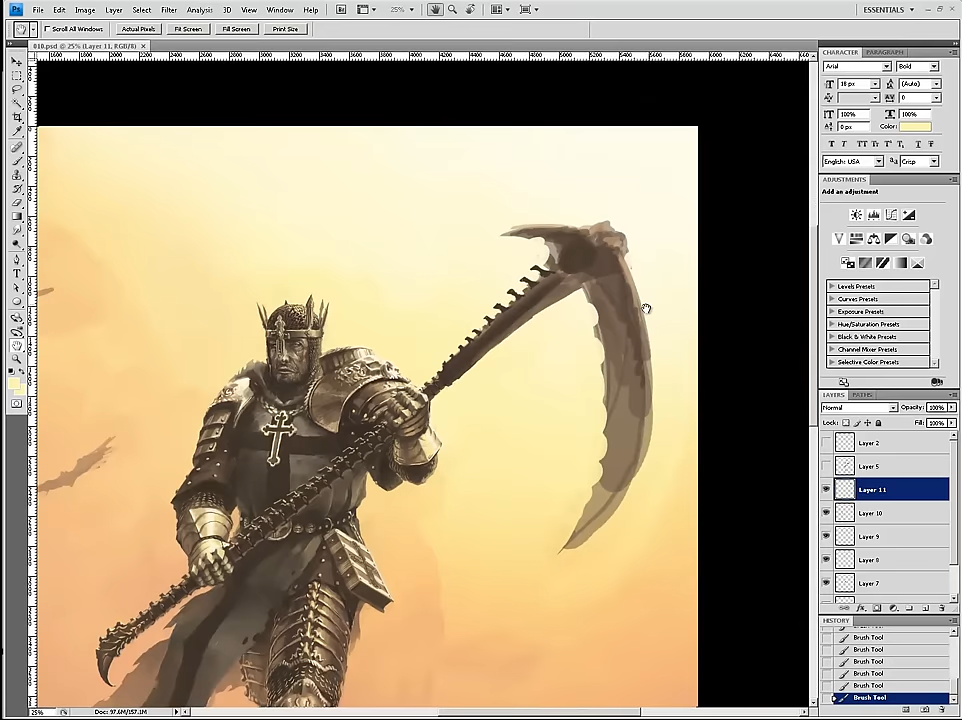 Ps File Edit Image Layer Select Filter Analysis 3D View Window Help Br 25% ESSENTIALS
Scroll All Windows Actual Pixels Fit Screen Fill Screen Print Size
010.psd @ 25% (Layer 11, RGB/8) x
CHARACTER PARAGRAPH
Arial Bold
18 px (Auto)
0
100% 100%
0 px Color:
English: USA aa Crisp
ADJUSTMENTS
Add an adjustment
Levels Presets
Curves Presets
Exposure Presets
Hue/Saturation Presets
Black & White Presets
Channel Mixer Presets
Selective Color Presets
LAYERS PATHS
Normal Opacity: 100%
Lock: Fill: 100%
Layer 2
Layer 5
Layer 11
Layer 10
Layer 9
Layer 8
Layer 7
HISTORY
Brush Tool
Brush Tool
Brush Tool
Brush Tool
Brush Tool
Brush Tool
25% Doc: 97.6M/157.1M